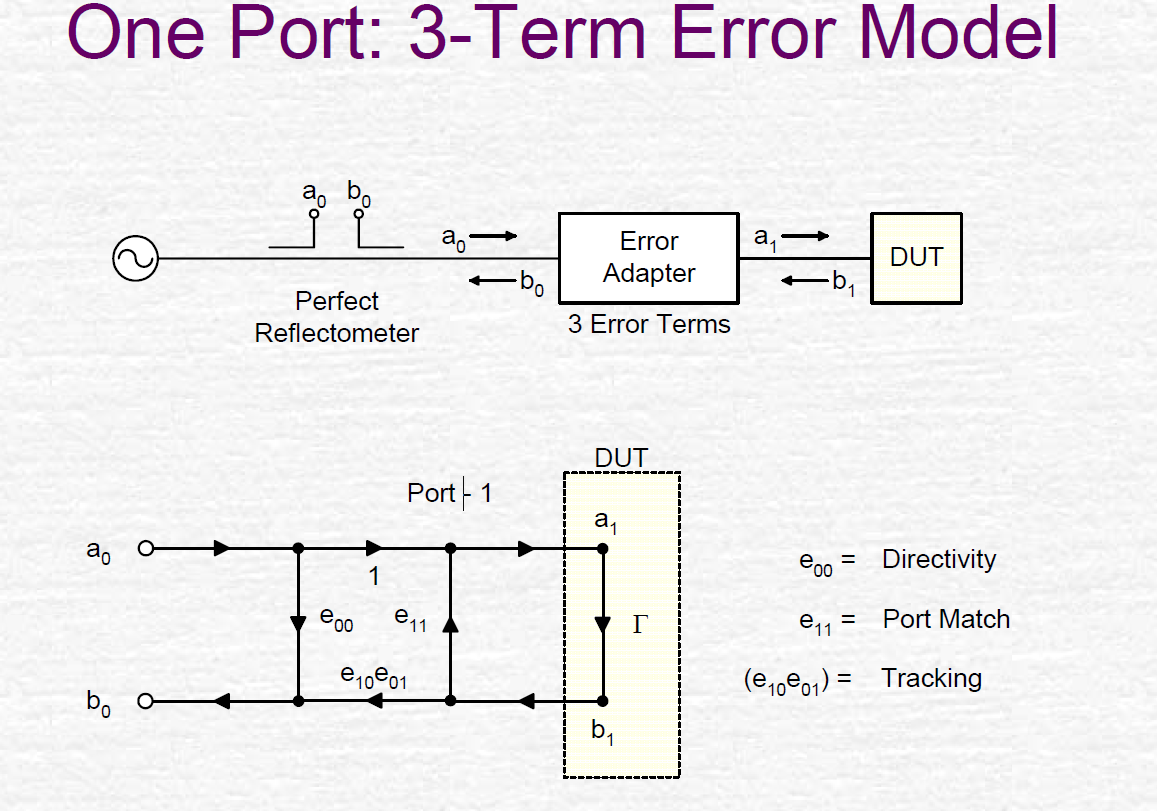 One Port: 3-Term Error Model
a0 b0
a0
b0
Error
Adapter
a1
b1
DUT
Perfect
Reflectometer
3 Error Terms
DUT
Port - 1
a1
a0
1
e00
e11
Γ
e10e01
b0
b1
e00 = Directivity
e11 = Port Match
(e10e01) = Tracking